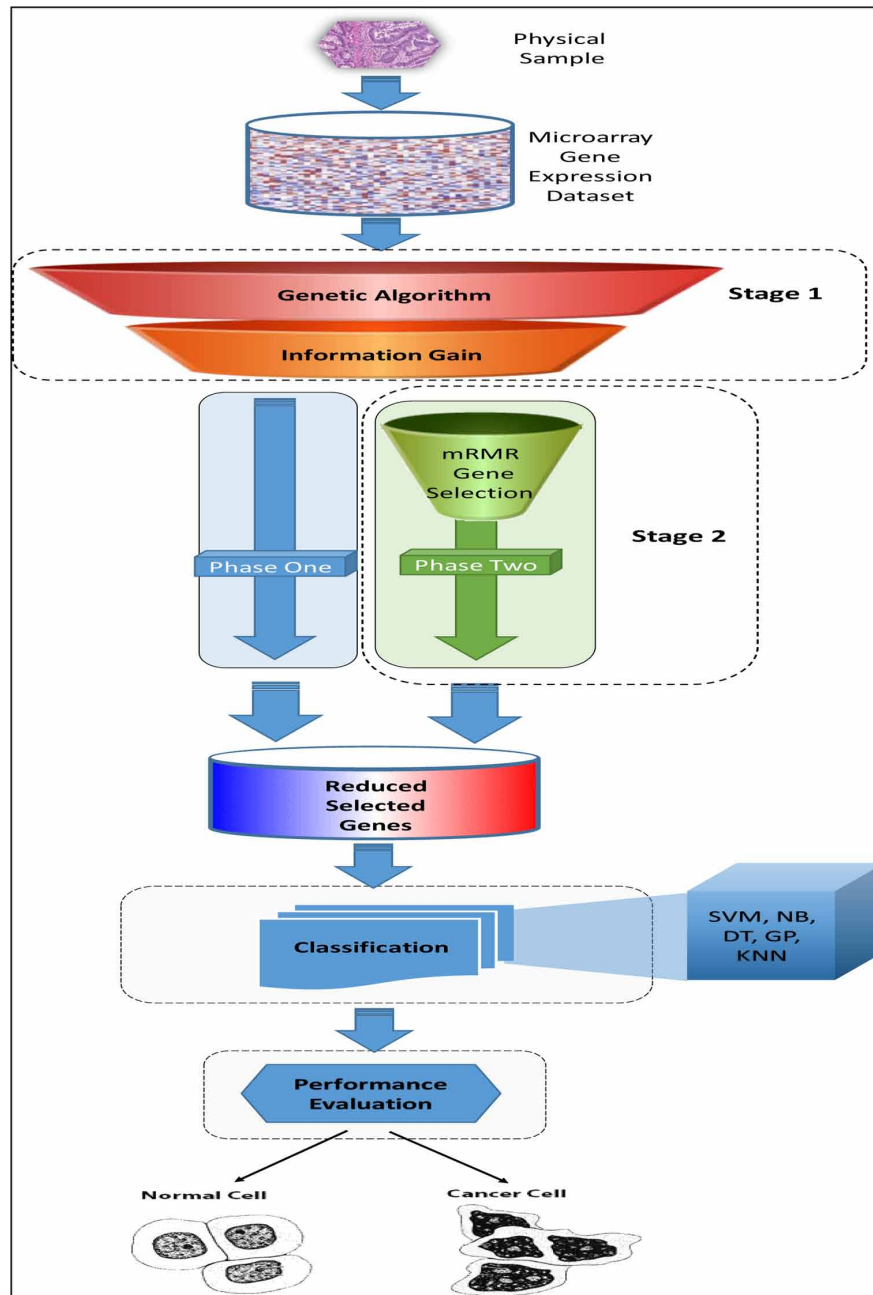 Physical
Sample
Microarray
Gene
Expression
Dataset
Genetic Algorithm
Stage 1
Information Gain
mRMR
Gene
Selection
Stage 2
Phase One
Phase Two
Reduced
Selected
Genes
Classification
SVM, NB,
DT, GP,
KNN
Performance
Evaluation
Normal Cell
Cancer Cell